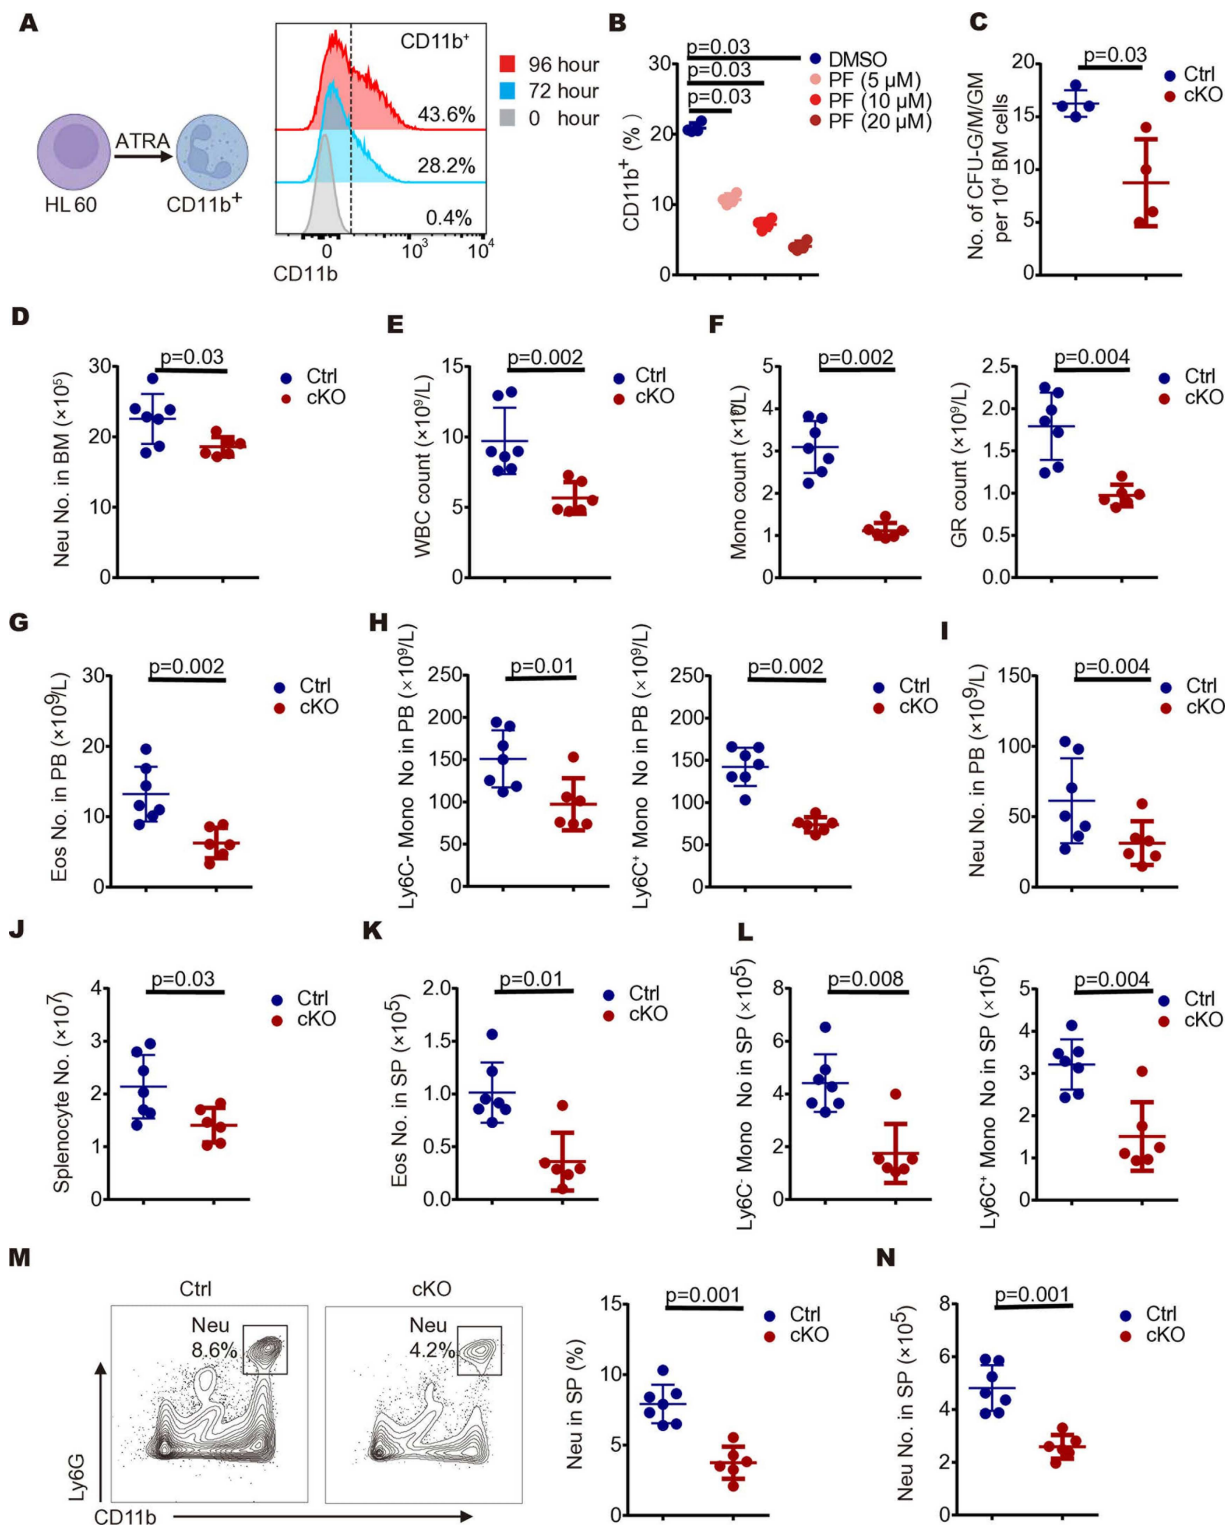 A
CD11b⁺
96 hour
72 hour
0 hour
43.6%
28.2%
0.4%
ATRA
HL 60
CD11b⁺
0
10³
10⁴
CD11b
B
p=0.03
p=0.03
p=0.03
DMSO
PF (5 µM)
PF (10 µM)
PF (20 µM)
CD11b⁺ (%)
30
20
10
0
C
p=0.03
Ctrl
cKO
No. of CFU-G/M/GM
per 10⁴ BM cells
20
15
10
5
0
D
p=0.03
Ctrl
cKO
Neu No. in BM (×10⁵)
30
20
10
0
E
p=0.002
WBC count (×10⁹/L)
15
10
5
0
Ctrl
cKO
F
p=0.002
Mono count (×10⁹/L)
5
4
3
2
1
0
p=0.004
GR count (×10⁹/L)
2.5
2.0
1.5
1.0
0.5
0.0
Ctrl
cKO
G
p=0.002
Eos No. in PB (×10⁹/L)
30
20
10
0
Ctrl
cKO
H
p=0.01
Ly6C- Mono No in PB (×10⁹/L)
250
200
150
100
50
0
p=0.002
Ly6C⁺ Mono No in PB (×10⁹/L)
250
200
150
100
50
0
Ctrl
cKO
I
p=0.004
Neu No. in PB (×10⁹/L)
150
100
50
0
Ctrl
cKO
J
p=0.03
Splenocyte No. (×10⁷)
4
3
2
1
0
Ctrl
cKO
K
p=0.01
Eos No. in SP (×10⁵)
2.0
1.5
1.0
0.5
0.0
Ctrl
cKO
L
p=0.008
Ly6C⁻ Mono No in SP (×10⁵)
8
6
4
2
0
p=0.004
Ly6C⁺ Mono No in SP (×10⁵)
5
4
3
2
1
0
Ctrl
cKO
M
Ctrl
cKO
Neu
8.6%
Neu
4.2%
Ly6G
CD11b
p=0.001
Neu in SP (%)
15
10
5
0
Ctrl
cKO
N
p=0.001
Neu No. in SP (×10⁵)
8
6
4
2
0
Ctrl
cKO